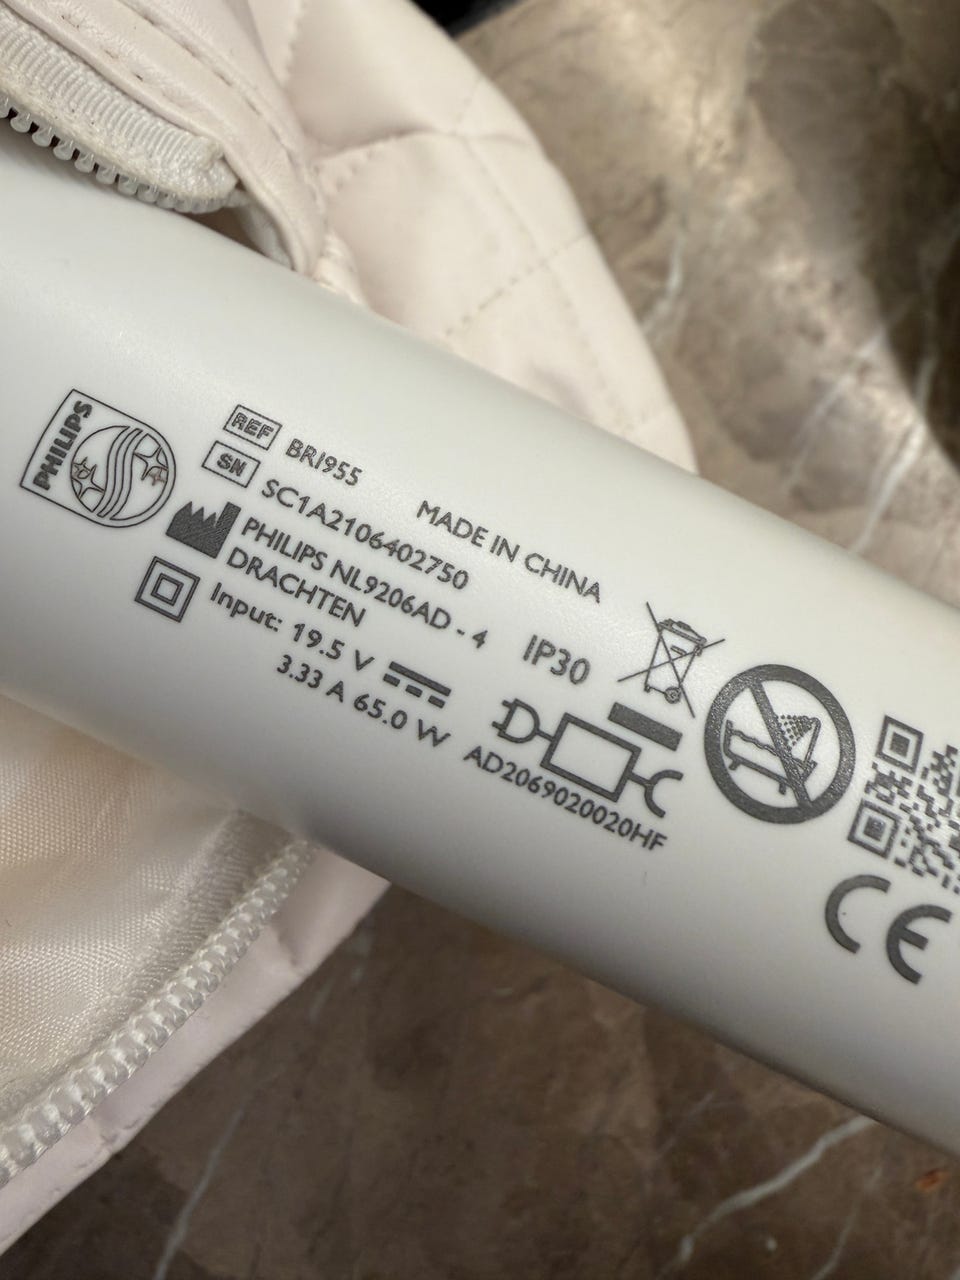 PHILIPS
REF BRI955
SN SC1A2106402750
MADE IN CHINA
PHILIPS NL9206AD - 4
DRACHTEN
Input: 19.5 V
3.33 A 65.0 W
IP30
AD2069020020HF
CE